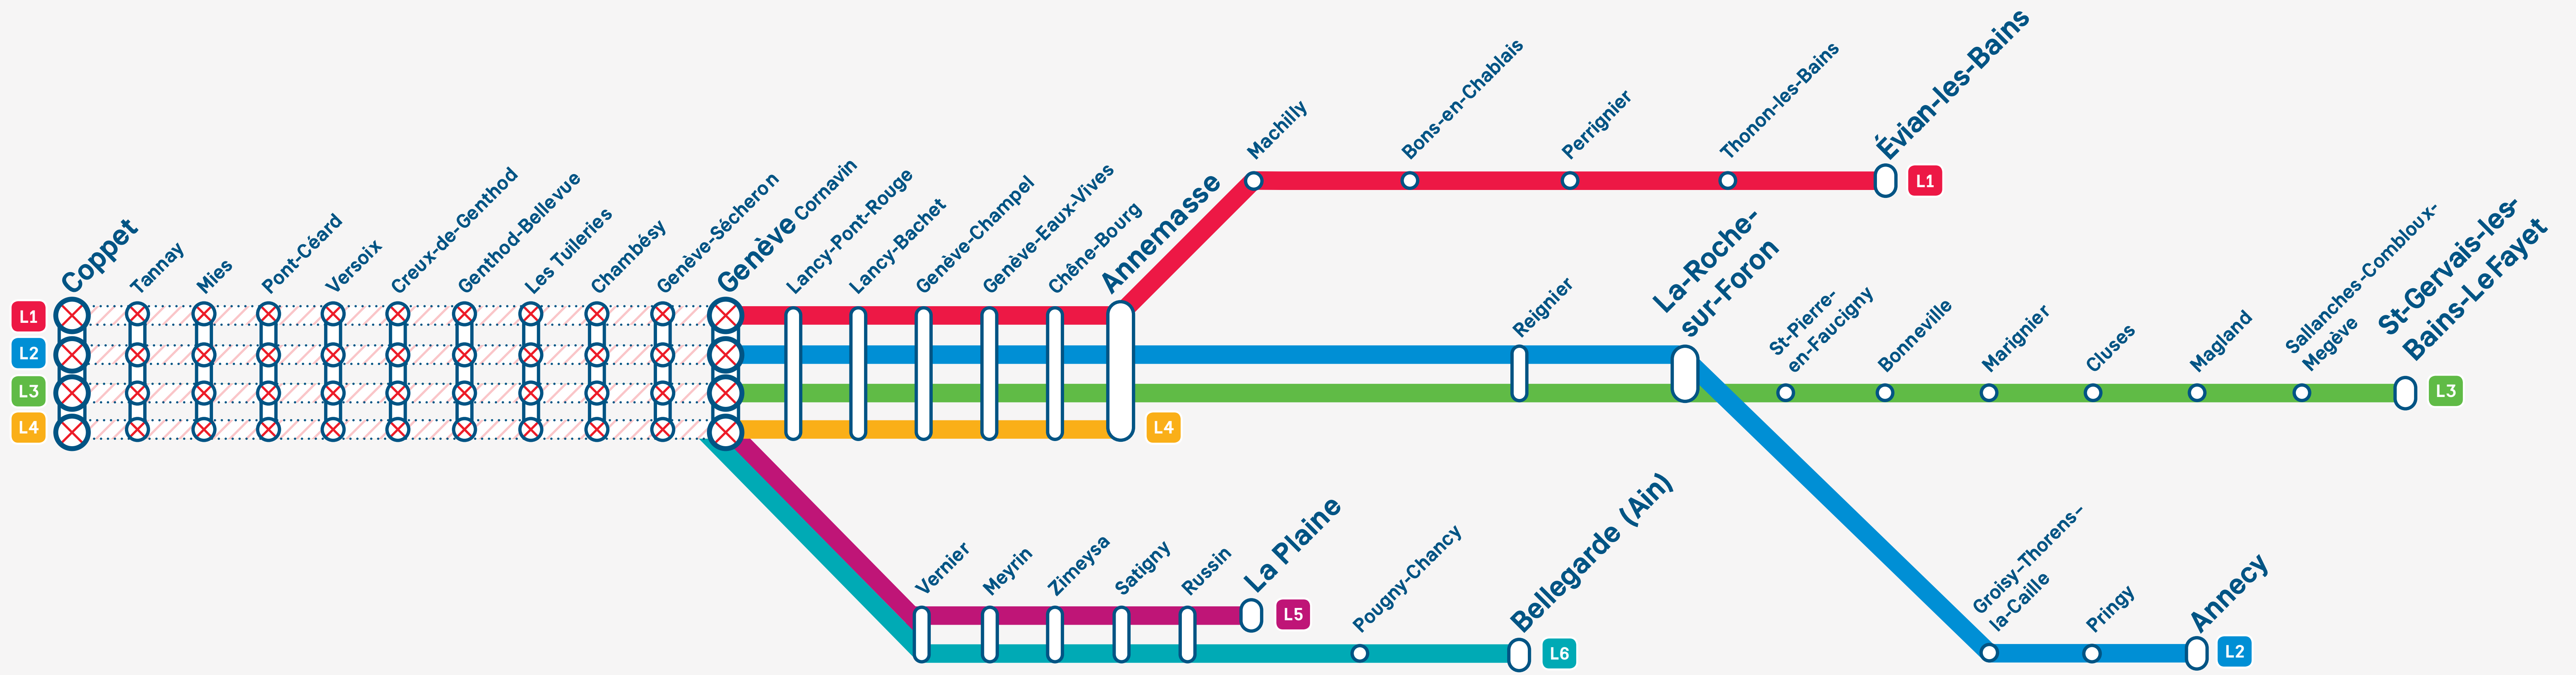 Coppet
Tannay
Mies
Pont-Céard
Versoix
Creux-de-Genthod
Genthod-Bellevue
Les Tuileries
Chambésy
Genève-Sécheron
Genève Cornavin
Lancy-Pont-Rouge
Lancy-Bachet
Genève-Champel
Genève-Eaux-Vives
Chêne-Bourg
Annemasse
Machilly
Bons-en-Chablais
Perrignier
Thonon-les-Bains
Évian-les-Bains
L1
L1
L2
L3
L4
L4
Reignier
La-Roche-
sur-Foron
St-Pierre-
en-Faucigny
Bonneville
Marignier
Cluses
Magland
Sallanches-Combloux-
Megève
St-Gervais-les-
Bains-Le Fayet
L3
Vernier
Meyrin
Zimeysa
Satigny
Russin
La Plaine
L5
Pougny-Chancy
Bellegarde (Ain)
L6
Groisy-Thorens-
la-Caille
Pringy
Annecy
L2